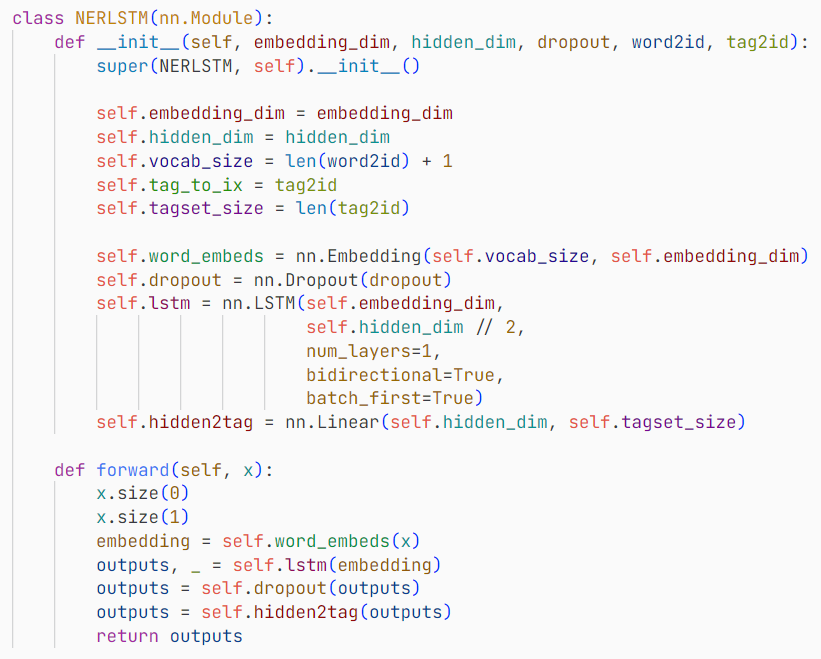 class NERLSTM(nn.Module):
    def __init__(self, embedding_dim, hidden_dim, dropout, word2id, tag2id):
        super(NERLSTM, self).__init__()

        self.embedding_dim = embedding_dim
        self.hidden_dim = hidden_dim
        self.vocab_size = len(word2id) + 1
        self.tag_to_ix = tag2id
        self.tagset_size = len(tag2id)

        self.word_embeds = nn.Embedding(self.vocab_size, self.embedding_dim)
        self.dropout = nn.Dropout(dropout)
        self.lstm = nn.LSTM(self.embedding_dim,
                            self.hidden_dim // 2,
                            num_layers=1,
                            bidirectional=True,
                            batch_first=True)
        self.hidden2tag = nn.Linear(self.hidden_dim, self.tagset_size)

    def forward(self, x):
        x.size(0)
        x.size(1)
        embedding = self.word_embeds(x)
        outputs, _ = self.lstm(embedding)
        outputs = self.dropout(outputs)
        outputs = self.hidden2tag(outputs)
        return outputs